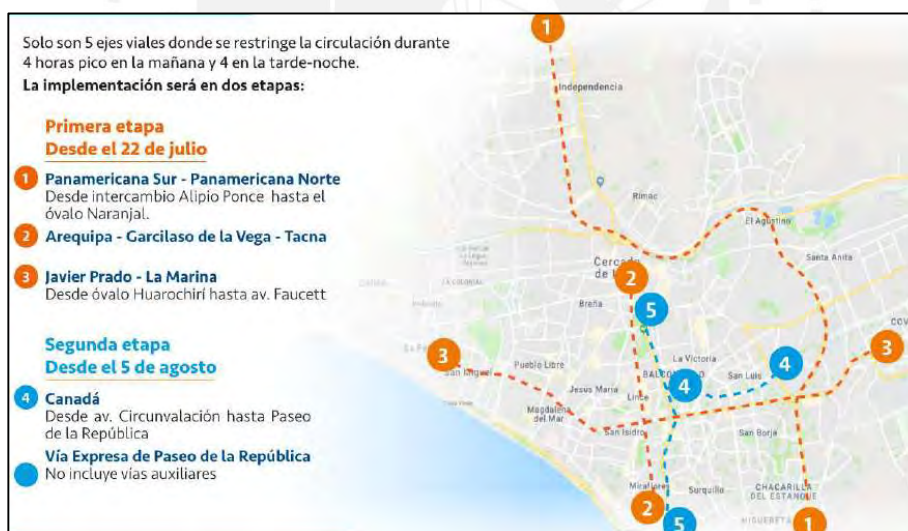 Solo son 5 ejes viales donde se restringe la circulación durante
4 horas pico en la mañana y 4 en la tarde-noche.
La implementación será en dos etapas:
Primera etapa
Desde el 22 de julio
1 Panamericana Sur - Panamericana Norte
Desde intercambio Alipio Ponce hasta el
óvalo Naranjal.
2 Arequipa - Garcilaso de la Vega - Tacna
3 Javier Prado - La Marina
Desde óvalo Huarochirí hasta av. Faucett
Segunda etapa
Desde el 5 de agosto
4 Canadá
Desde av. Circunvalación hasta Paseo
de la República
Vía Expresa de Paseo de la República
No incluye vías auxiliares
1
Independencia
Rímac
El Agustino
Santa Anita
Cercado
2
Breña
5
3
3
San Miguel
Pueblo Libre
La Victoria
4
San Luis
4
Jesús María
Lince
Magdalena
del Mar
San Isidro
San Borja
Miraflores
Surquillo
CHACARILLA
DEL ESTANQUE
2
5
1